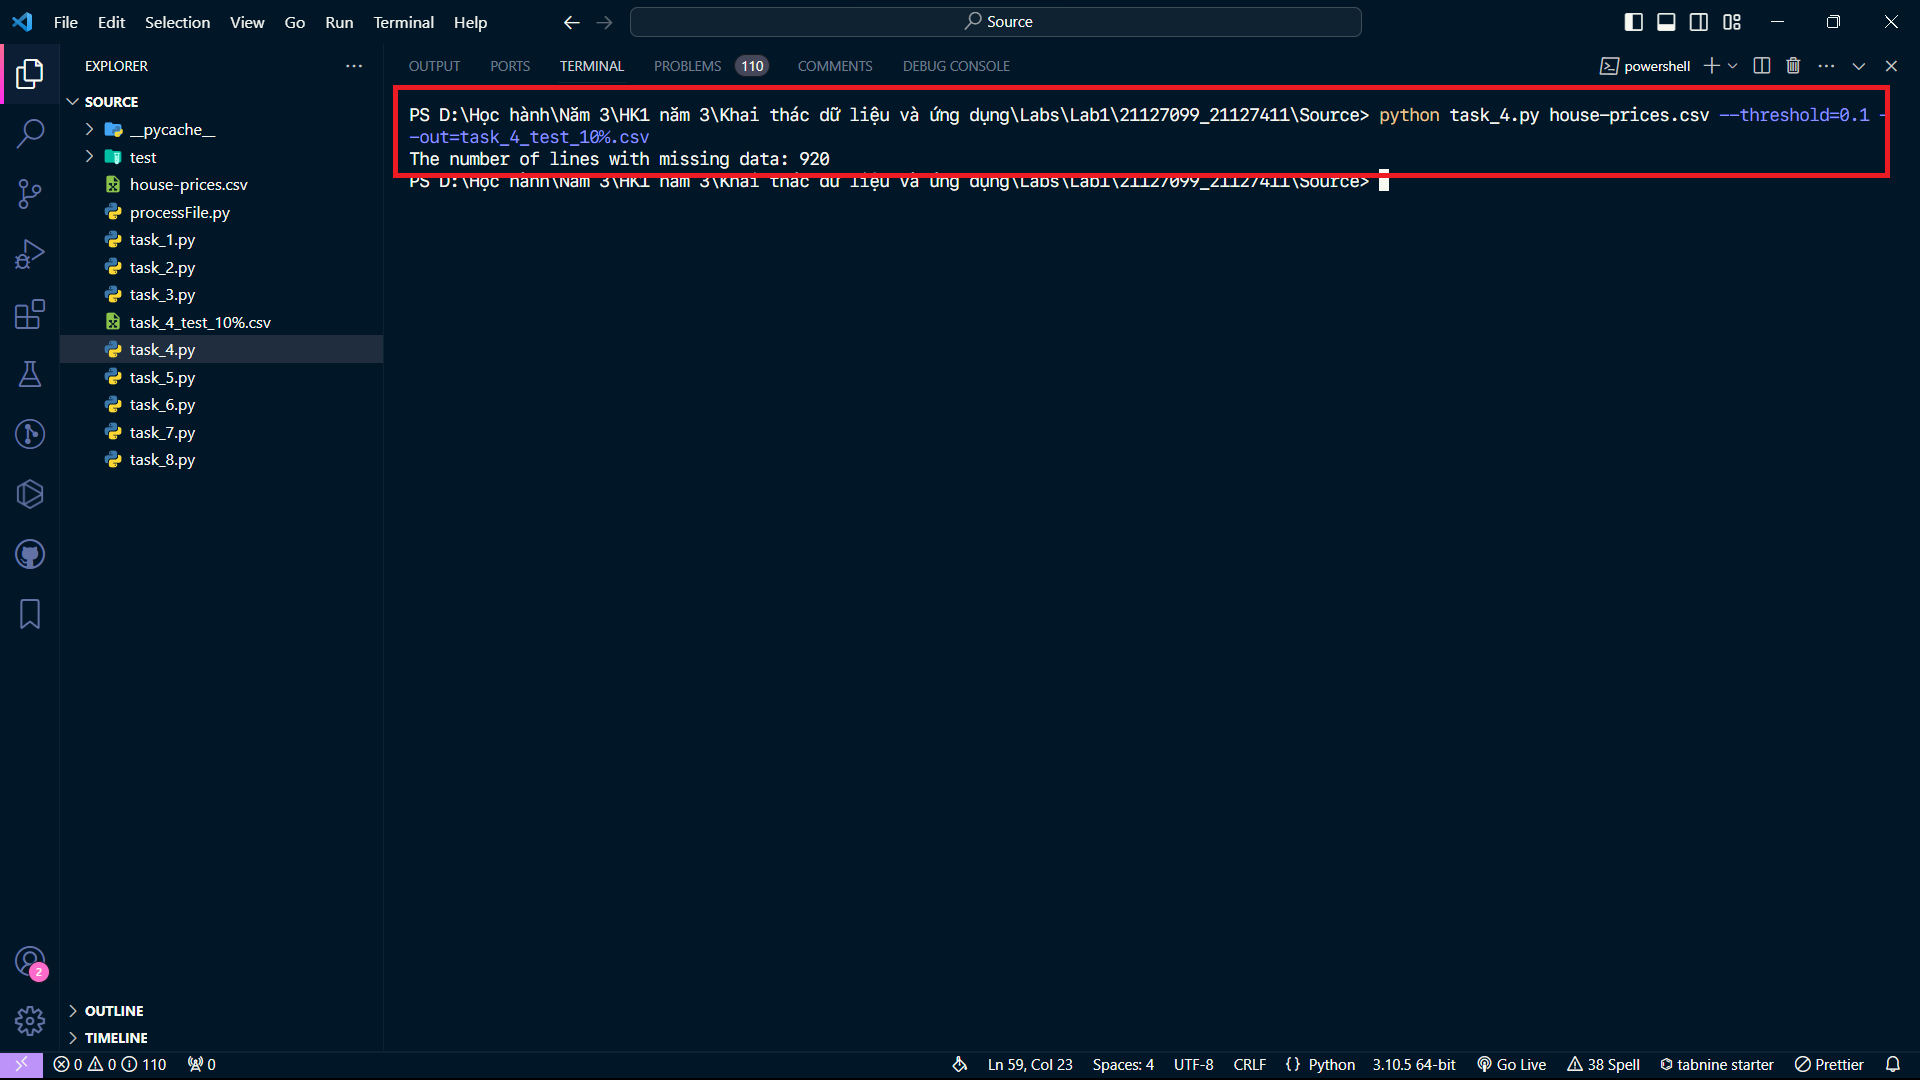 File Edit Selection View Go Run Terminal Help
Source
EXPLORER
SOURCE
__pycache__
test
house-prices.csv
processFile.py
task_1.py
task_2.py
task_3.py
task_4_test_10%.csv
task_4.py
task_5.py
task_6.py
task_7.py
task_8.py
OUTLINE
TIMELINE
OUTPUT PORTS TERMINAL PROBLEMS 110 COMMENTS DEBUG CONSOLE
powershell
PS D:\Học hành\Năm 3\HK1 năm 3\Khai thác dữ liệu và ứng dụng\Labs\Lab1\21127099_21127411\Source> python task_4.py house-prices.csv --threshold=0.1 -
-out=task_4_test_10%.csv
The number of lines with missing data: 920
PS D:\Học hành\Năm 3\HK1 năm 3\Khai thác dữ liệu và ứng dụng\Labs\Lab1\21127099_21127411\Source>
2
0 0 110 0
Ln 59, Col 23 Spaces: 4 UTF-8 CRLF {} Python 3.10.5 64-bit Go Live 38 Spell tabnine starter Prettier